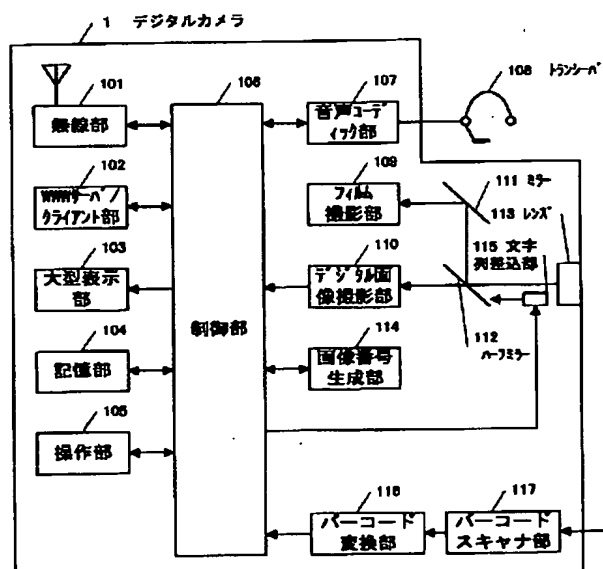 1 デジタルカメラ
101
無線部
102
WWWサーバ/
クライアント部
103
大型表示
部
104
記憶部
105
操作部
106
制御部
107
音声コーデ
ィック部
108 トランシーバ
109
フィルム
撮影部
110
デジタル画
像撮影部
111 ミラー
113 レンズ
115 文字
列差込部
112
ハーフミラー
114
画像番号
生成部
116
バーコード
変換部
117
バーコード
スキャナ部